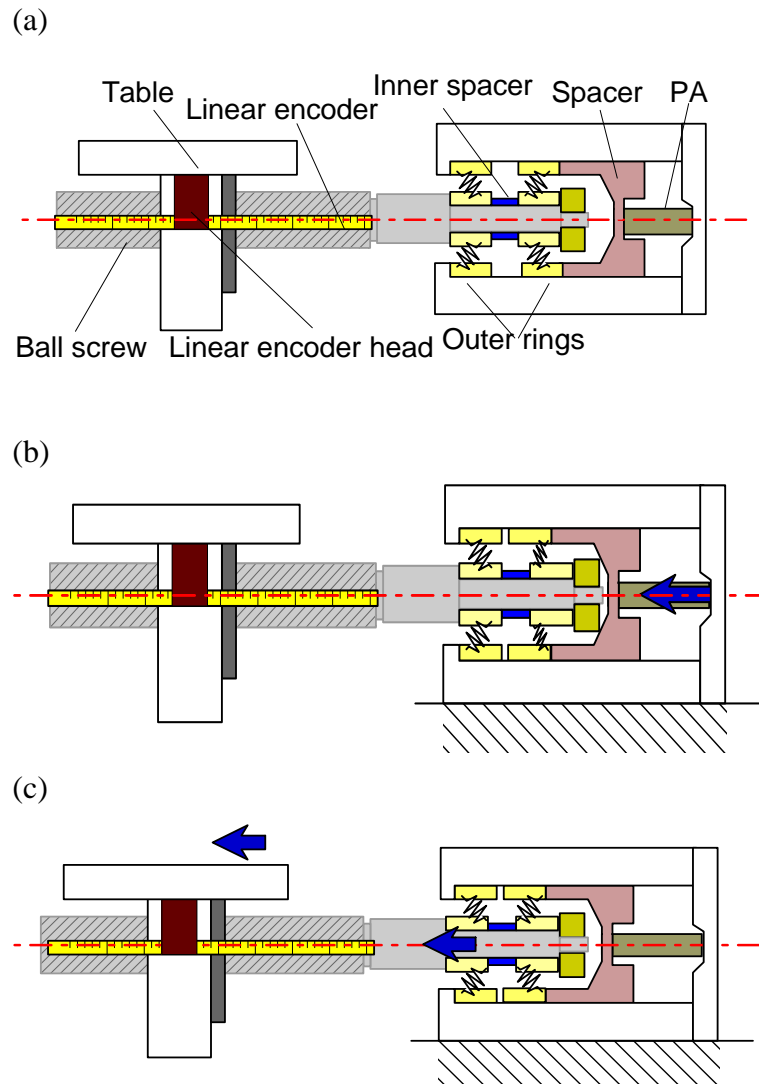 (a)
Table
Linear encoder
Inner spacer
Spacer
PA
Ball screw
Linear encoder head
Outer rings
(b)
(c)